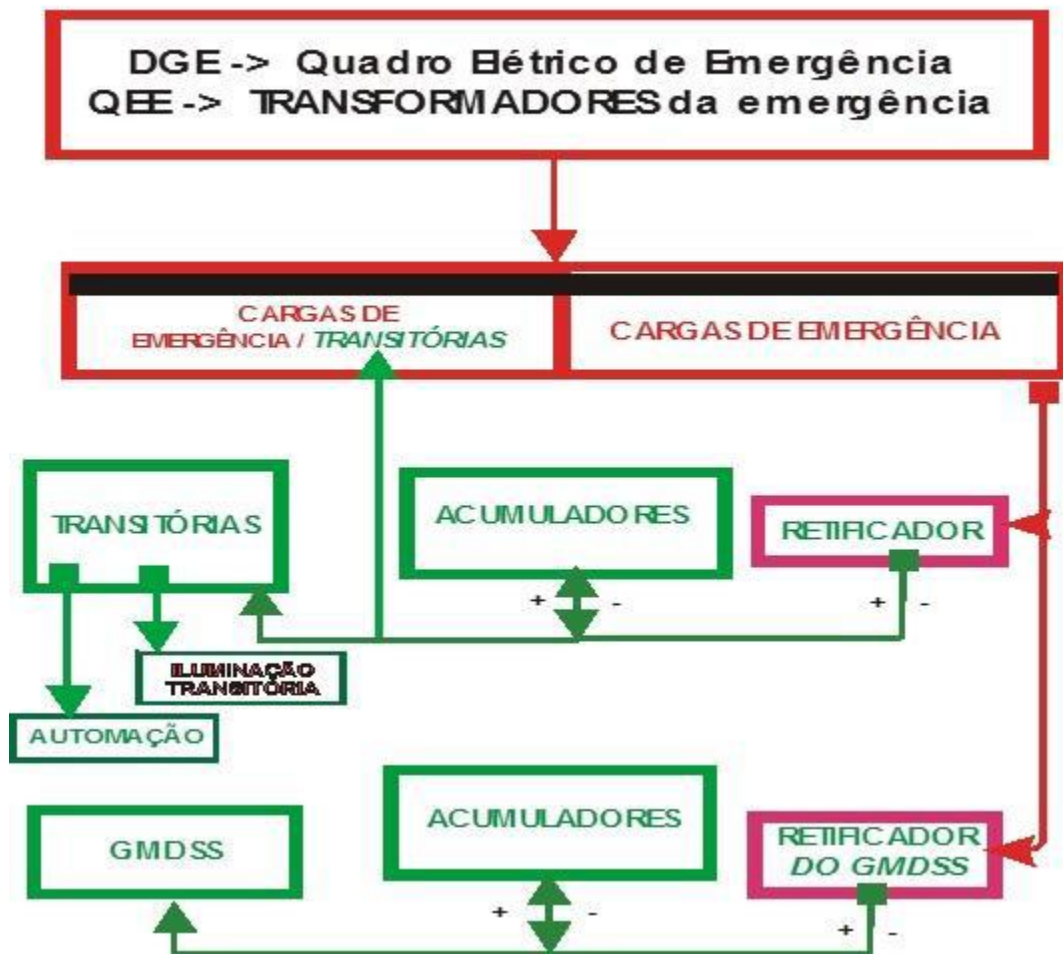 DGE -> Quadro Elétrico de Emergência
QEE -> TRANSFORMADORES da emergência
CARGAS DE
EMERGÊNCIA / TRANSITÓRIAS
CARGAS DE EMERGÊNCIA
TRANSITÓRIAS
ACUMULADORES
RETIFICADOR
+ -
+ -
ILUMINAÇÃO
TRANSITÓRIA
AUTOMAÇÃO
GMDSS
ACUMULADORES
RETIFICADOR
DO GMDSS
+ -
+ -